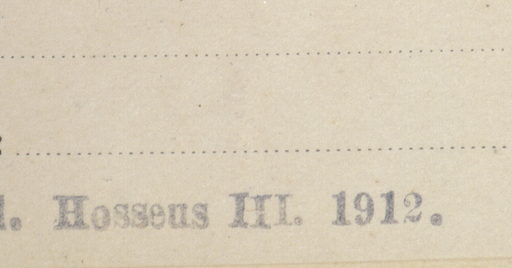 l. Hosseus III. 1912.